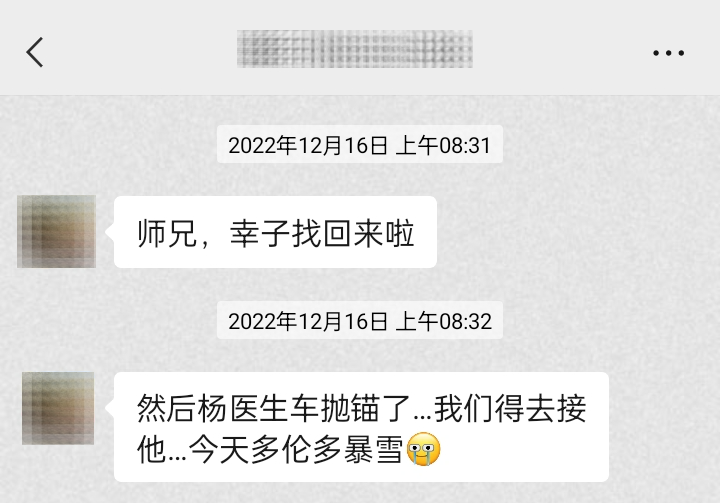 2022年12月16日 上午08:31
师兄，幸子找回来啦
2022年12月16日 上午08:32
然后杨医生车抛锚了...我们得去接
他...今天多伦多暴雪